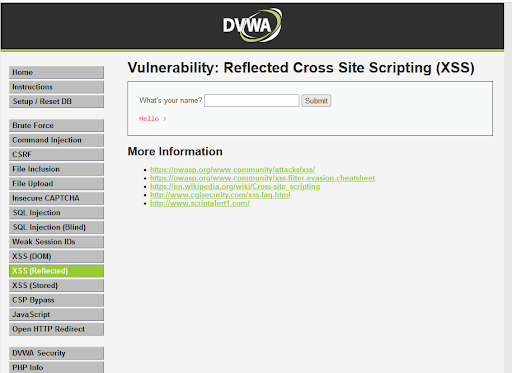 DVWA
Vulnerability: Reflected Cross Site Scripting (XSS)
Home
Instructions
Setup / Reset DB
Brute Force
Command Injection
CSRF
File Inclusion
File Upload
Insecure CAPTCHA
SQL Injection
SQL Injection (Blind)
Weak Session IDs
XSS (DOM)
XSS (Reflected)
XSS (Stored)
CSP Bypass
JavaScript
Open HTTP Redirect
DVWA Security
PHP Info
What's your name? Submit
Hello >
More Information
https://owasp.org/www-community/attacks/xss/
https://owasp.org/www-community/xss-filter-evasion-cheatsheet
https://en.wikipedia.org/wiki/Cross-site_scripting
http://www.cgisecurity.com/xss-faq.html
http://www.scriptalert1.com/